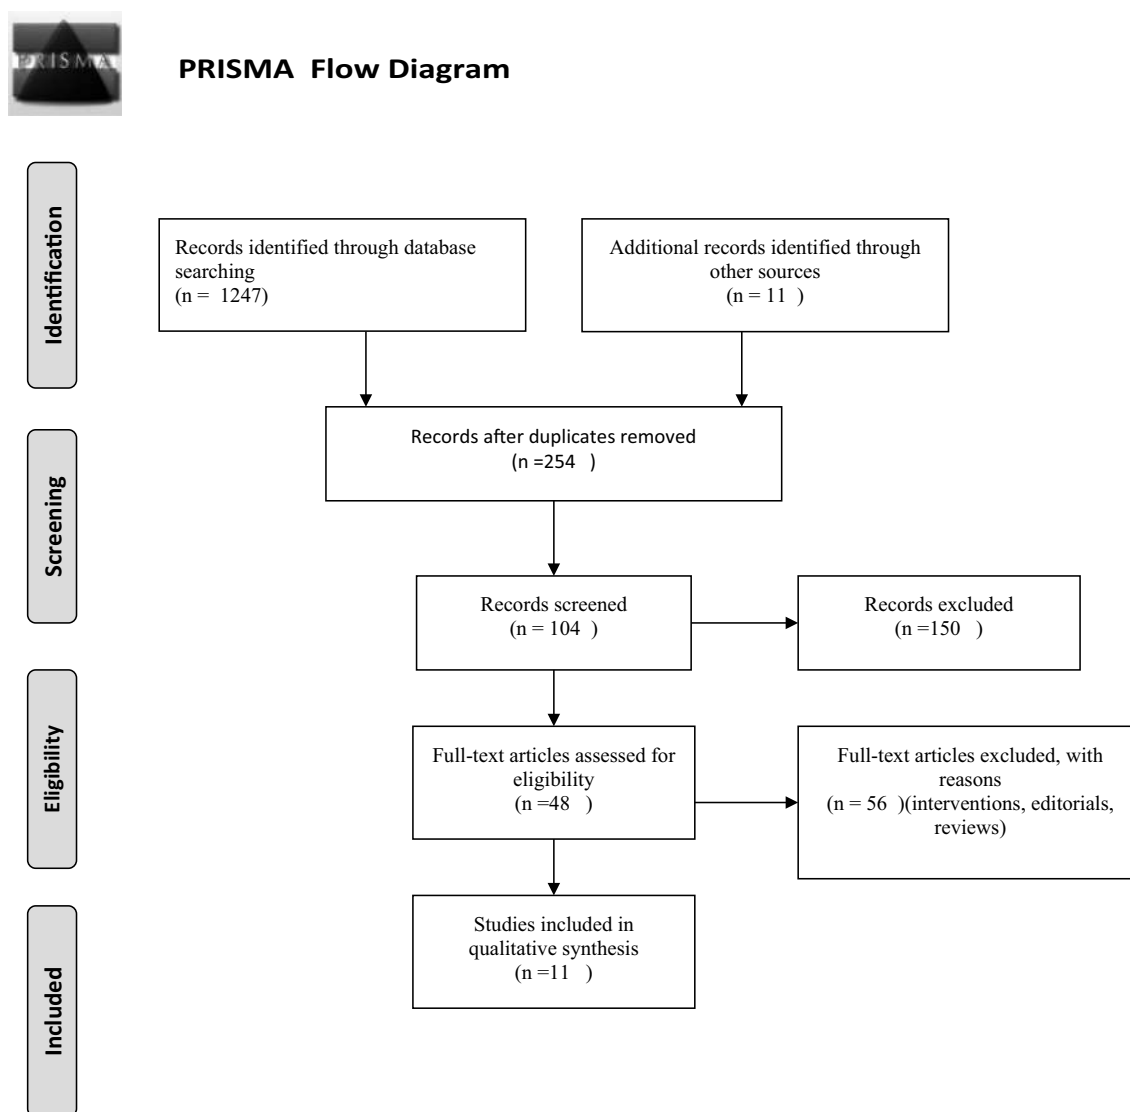 PRISMA
PRISMA Flow Diagram
Identification
Records identified through database
searching
(n = 1247)
Additional records identified through
other sources
(n = 11 )
Screening
Records after duplicates removed
(n =254 )
Records screened
(n = 104 )
Records excluded
(n =150 )
Eligibility
Full-text articles assessed for
eligibility
(n =48 )
Full-text articles excluded, with
reasons
(n = 56 )(interventions, editorials,
reviews)
Included
Studies included in
qualitative synthesis
(n =11 )